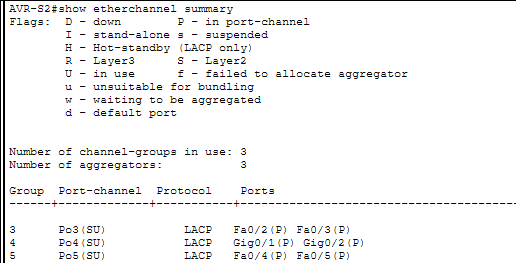 AVR-S2#show etherchannel summary
Flags:  D - down        P - in port-channel
        I - stand-alone s - suspended
        H - Hot-standby (LACP only)
        R - Layer3      S - Layer2
        U - in use      f - failed to allocate aggregator
        u - unsuitable for bundling
        w - waiting to be aggregated
        d - default port
Number of channel-groups in use: 3
Number of aggregators:           3
Group  Port-channel  Protocol    Ports
------+-------------+-----------+----------------------------------------------
3      Po3(SU)           LACP   Fa0/2(P) Fa0/3(P)
4      Po4(SU)           LACP   Gig0/1(P) Gig0/2(P)
5      Po5(SU)           LACP   Fa0/4(P) Fa0/5(P)